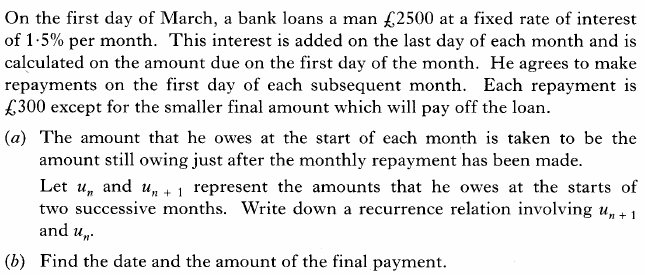 On the first day of March, a bank loans a man £2500 at a fixed rate of interest
of 1·5% per month. This interest is added on the last day of each month and is
calculated on the amount due on the first day of the month. He agrees to make
repayments on the first day of each subsequent month. Each repayment is
£300 except for the smaller final amount which will pay off the loan.
(a) The amount that he owes at the start of each month is taken to be the
amount still owing just after the monthly repayment has been made.
Let uₙ and uₙ ₊ ₁ represent the amounts that he owes at the starts of
two successive months. Write down a recurrence relation involving uₙ ₊ ₁
and uₙ.
(b) Find the date and the amount of the final payment.